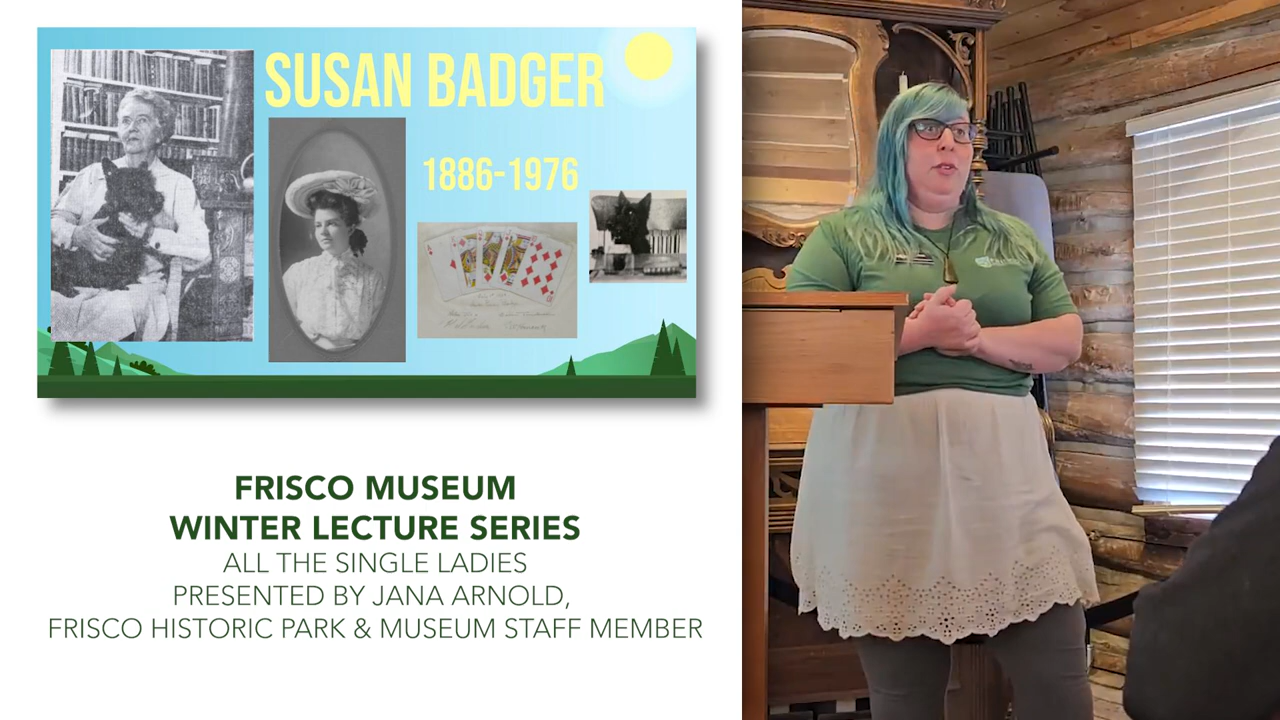 SUSAN BADGER
1886-1976
FRISCO MUSEUM
WINTER LECTURE SERIES
ALL THE SINGLE LADIES
PRESENTED BY JANA ARNOLD,
FRISCO HISTORIC PARK & MUSEUM STAFF MEMBER